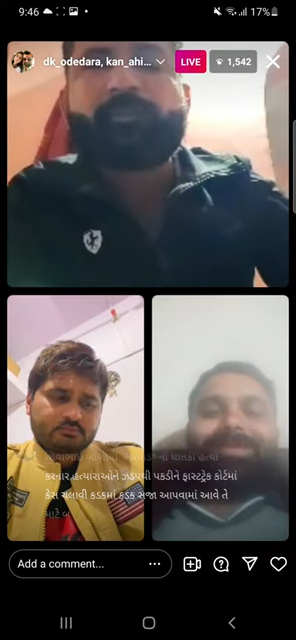 9:46
17%
dk_odedara, kan_ahi...
LIVE
1,542
હત્યા
કરનાર હત્યારાઓને ઝડપથી પકડીને ફાસ્ટટ્રેક કોર્ટમાં
કેસ ચલાવી કડકમાં કડક સજા આપવામાં આવે તે
માટે બ
Add a comment...